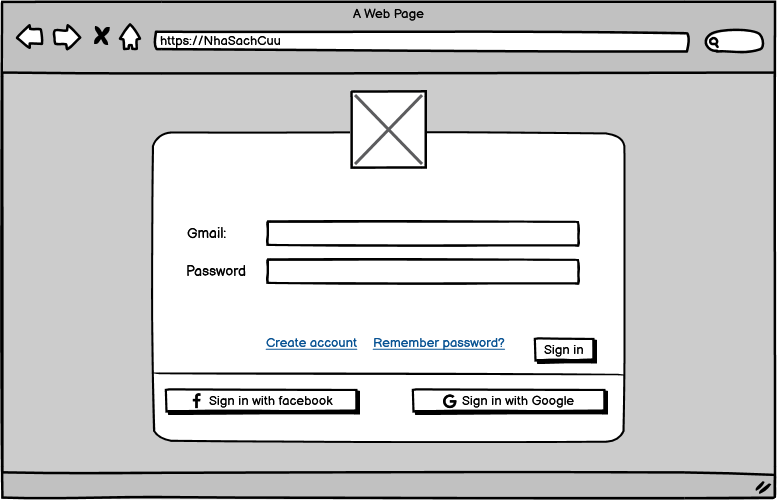 A Web Page
https://NhaSachCuu
Gmail:
Password
Create account Remember password? Sign in
Sign in with facebook Sign in with Google